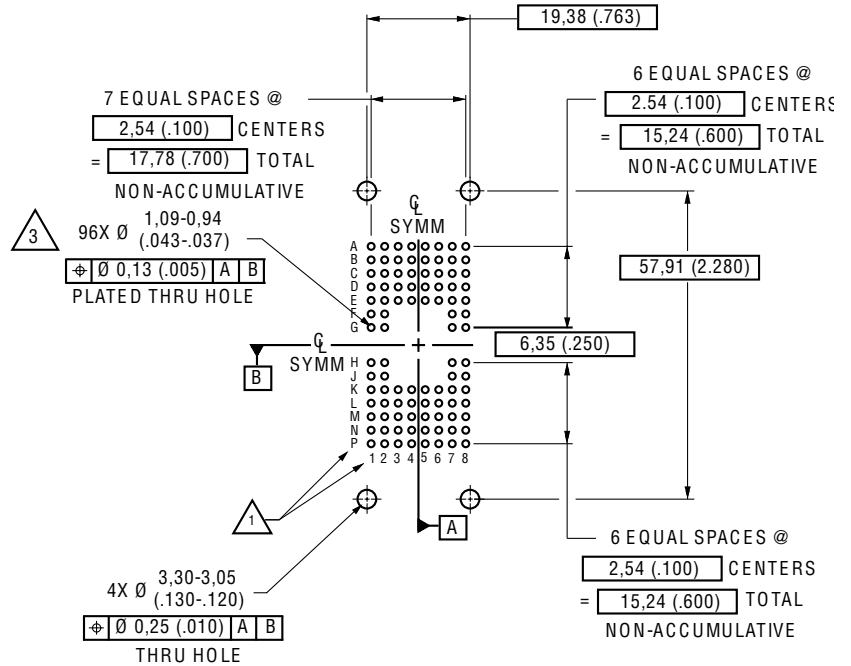 19,38 (.763)
7 EQUAL SPACES @
2,54 (.100) CENTERS
= 17,78 (.700) TOTAL
NON-ACCUMULATIVE
6 EQUAL SPACES @
2.54 (.100) CENTERS
= 15,24 (.600) TOTAL
NON-ACCUMULATIVE
3
96X Ø 1,09-0,94
(.043-.037)
⌖ Ø 0,13 (.005) A B
PLATED THRU HOLE
℄
SYMM
A
B
C
D
E
F
G
57,91 (2.280)
6,35 (.250)
℄
SYMM
B
H
J
K
L
M
N
P
1 2 3 4 5 6 7 8
1
A
4X Ø 3,30-3,05
(.130-.120)
⌖ Ø 0,25 (.010) A B
THRU HOLE
6 EQUAL SPACES @
2,54 (.100) CENTERS
= 15,24 (.600) TOTAL
NON-ACCUMULATIVE